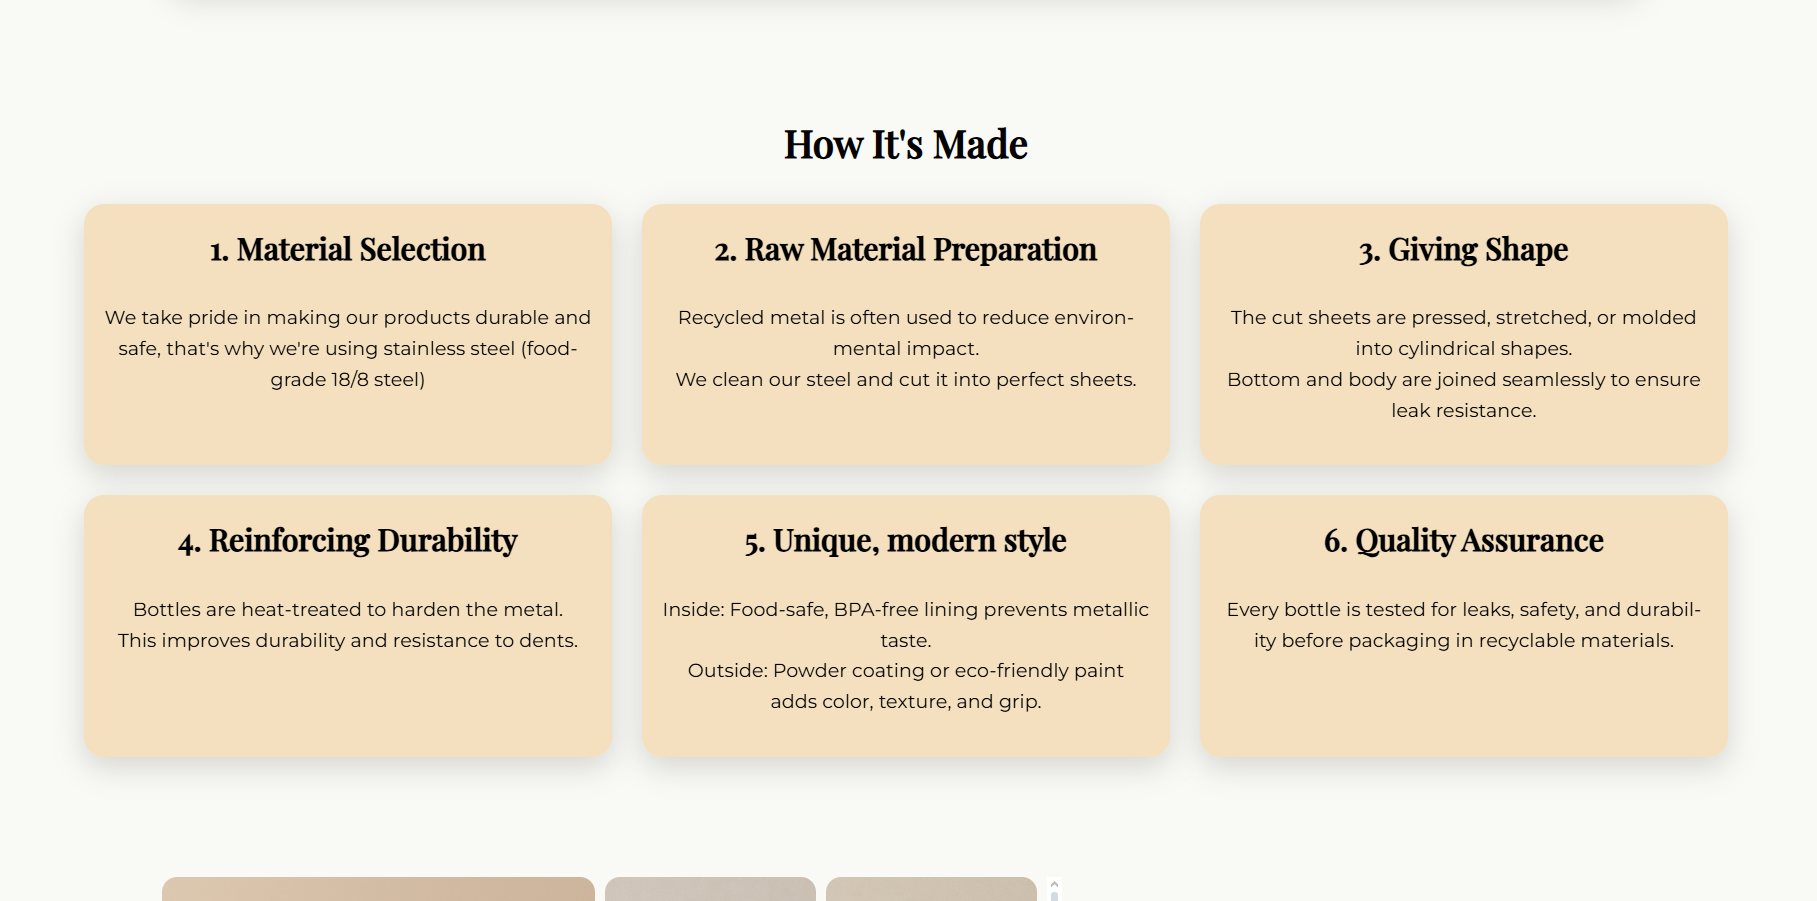 How It's Made
1. Material Selection
We take pride in making our products durable and
safe, that's why we're using stainless steel (food-
grade 18/8 steel)
2. Raw Material Preparation
Recycled metal is often used to reduce environ-
mental impact.
We clean our steel and cut it into perfect sheets.
3. Giving Shape
The cut sheets are pressed, stretched, or molded
into cylindrical shapes.
Bottom and body are joined seamlessly to ensure
leak resistance.
4. Reinforcing Durability
Bottles are heat-treated to harden the metal.
This improves durability and resistance to dents.
5. Unique, modern style
Inside: Food-safe, BPA-free lining prevents metallic
taste.
Outside: Powder coating or eco-friendly paint
adds color, texture, and grip.
6. Quality Assurance
Every bottle is tested for leaks, safety, and durabil-
ity before packaging in recyclable materials.